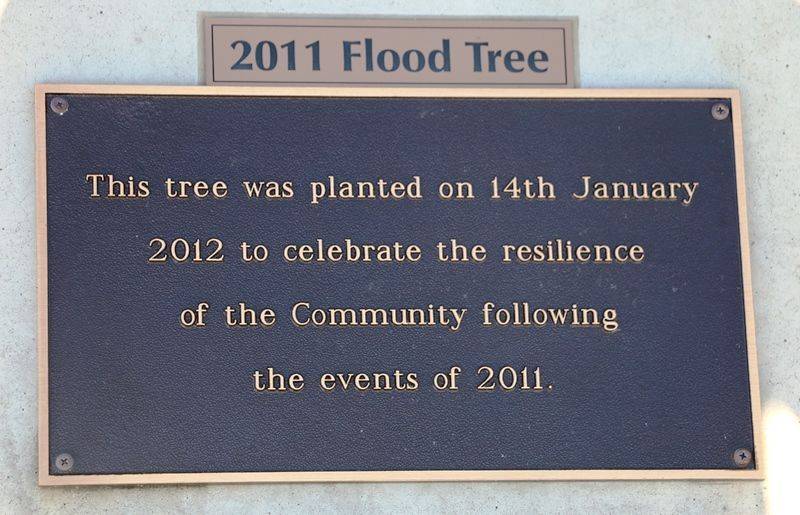 2011 Flood Tree
This tree was planted on 14th January
2012 to celebrate the resilience
of the Community following
the events of 2011.